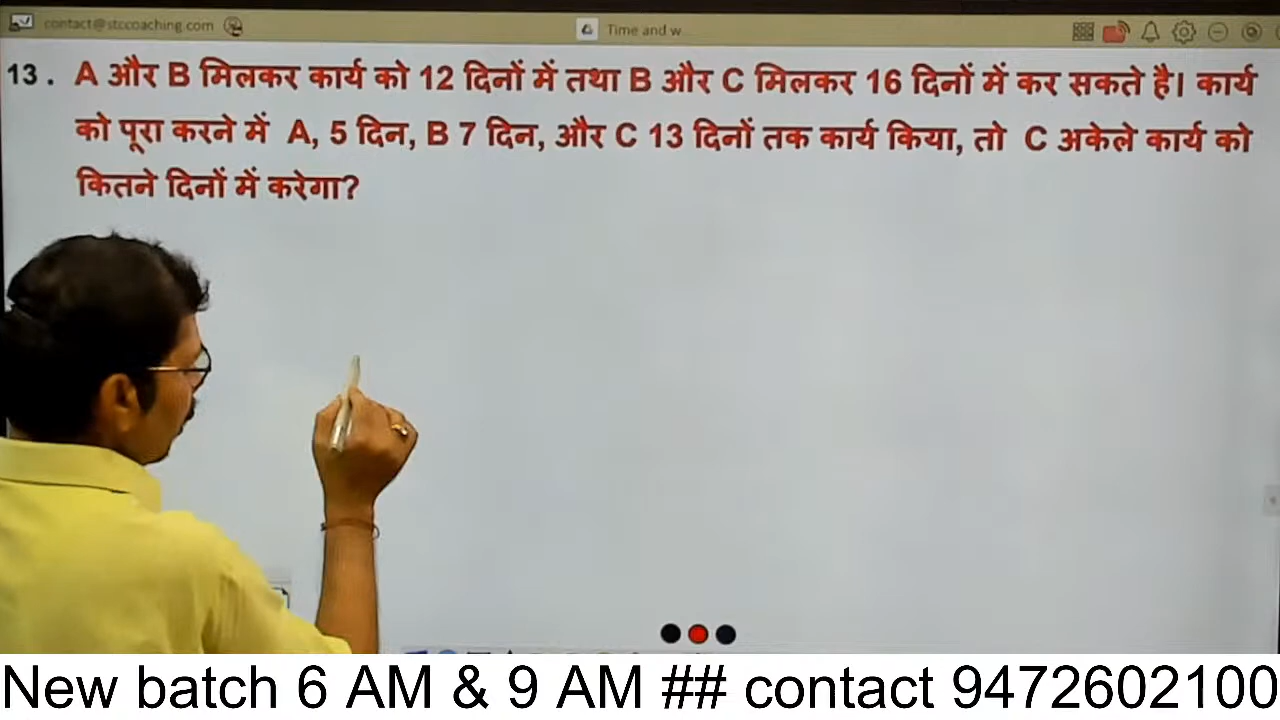 contact@stccoaching.com
Time and w...
13. A और B मिलकर कार्य को 12 दिनों में तथा B और C मिलकर 16 दिनों में कर सकते है। कार्य
को पूरा करने में A, 5 दिन, B 7 दिन, और C 13 दिनों तक कार्य किया, तो C अकेले कार्य को
कितने दिनों में करेगा?
New batch 6 AM & 9 AM ## contact 9472602100